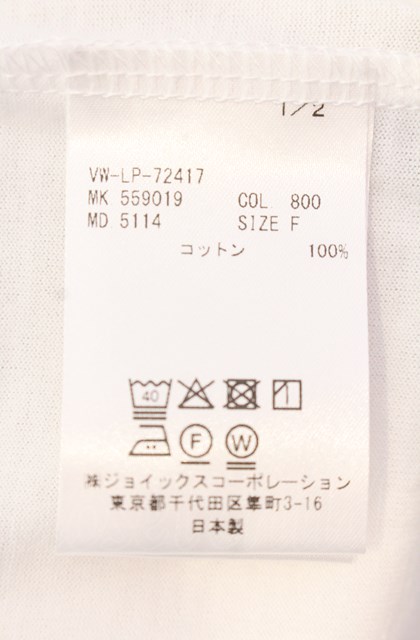 1/2
VW-LP-72417
MK 559019 COL 800
MD 5114 SIZE F
コットン 100%
40
F W
㈱ジョイックスコーポレーション
東京都千代田区隼町3-16
日本製